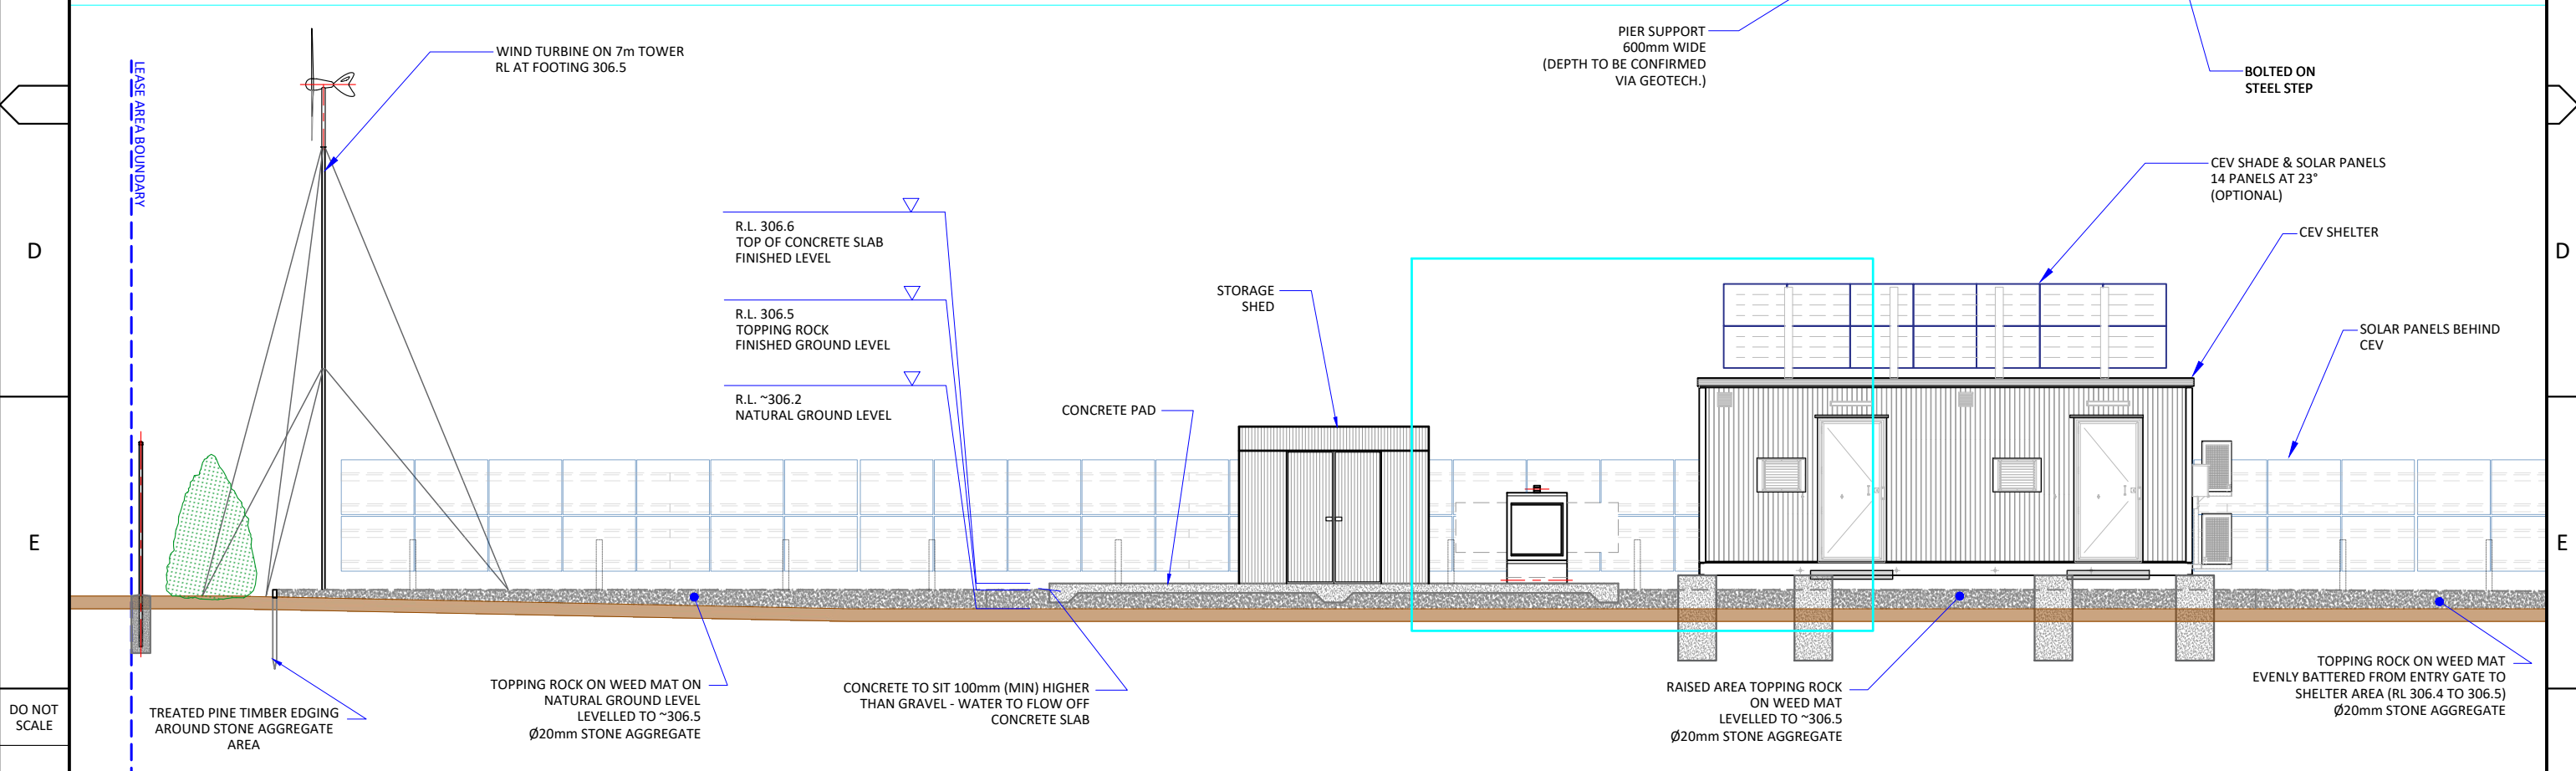 WIND TURBINE ON 7m TOWER
RL AT FOOTING 306.5
LEASE AREA BOUNDARY
PIER SUPPORT
600mm WIDE
(DEPTH TO BE CONFIRMED
VIA GEOTECH.)
BOLTED ON
STEEL STEP
CEV SHADE & SOLAR PANELS
14 PANELS AT 23°
(OPTIONAL)
CEV SHELTER
D
D
R.L. 306.6
TOP OF CONCRETE SLAB
FINISHED LEVEL
R.L. 306.5
TOPPING ROCK
FINISHED GROUND LEVEL
R.L. ~306.2
NATURAL GROUND LEVEL
STORAGE
SHED
SOLAR PANELS BEHIND
CEV
CONCRETE PAD
E
E
DO NOT
SCALE
TREATED PINE TIMBER EDGING
AROUND STONE AGGREGATE
AREA
TOPPING ROCK ON WEED MAT ON
NATURAL GROUND LEVEL
LEVELLED TO ~306.5
Ø20mm STONE AGGREGATE
CONCRETE TO SIT 100mm (MIN) HIGHER
THAN GRAVEL - WATER TO FLOW OFF
CONCRETE SLAB
RAISED AREA TOPPING ROCK
ON WEED MAT
LEVELLED TO ~306.5
Ø20mm STONE AGGREGATE
TOPPING ROCK ON WEED MAT
EVENLY BATTERED FROM ENTRY GATE TO
SHELTER AREA (RL 306.4 TO 306.5)
Ø20mm STONE AGGREGATE